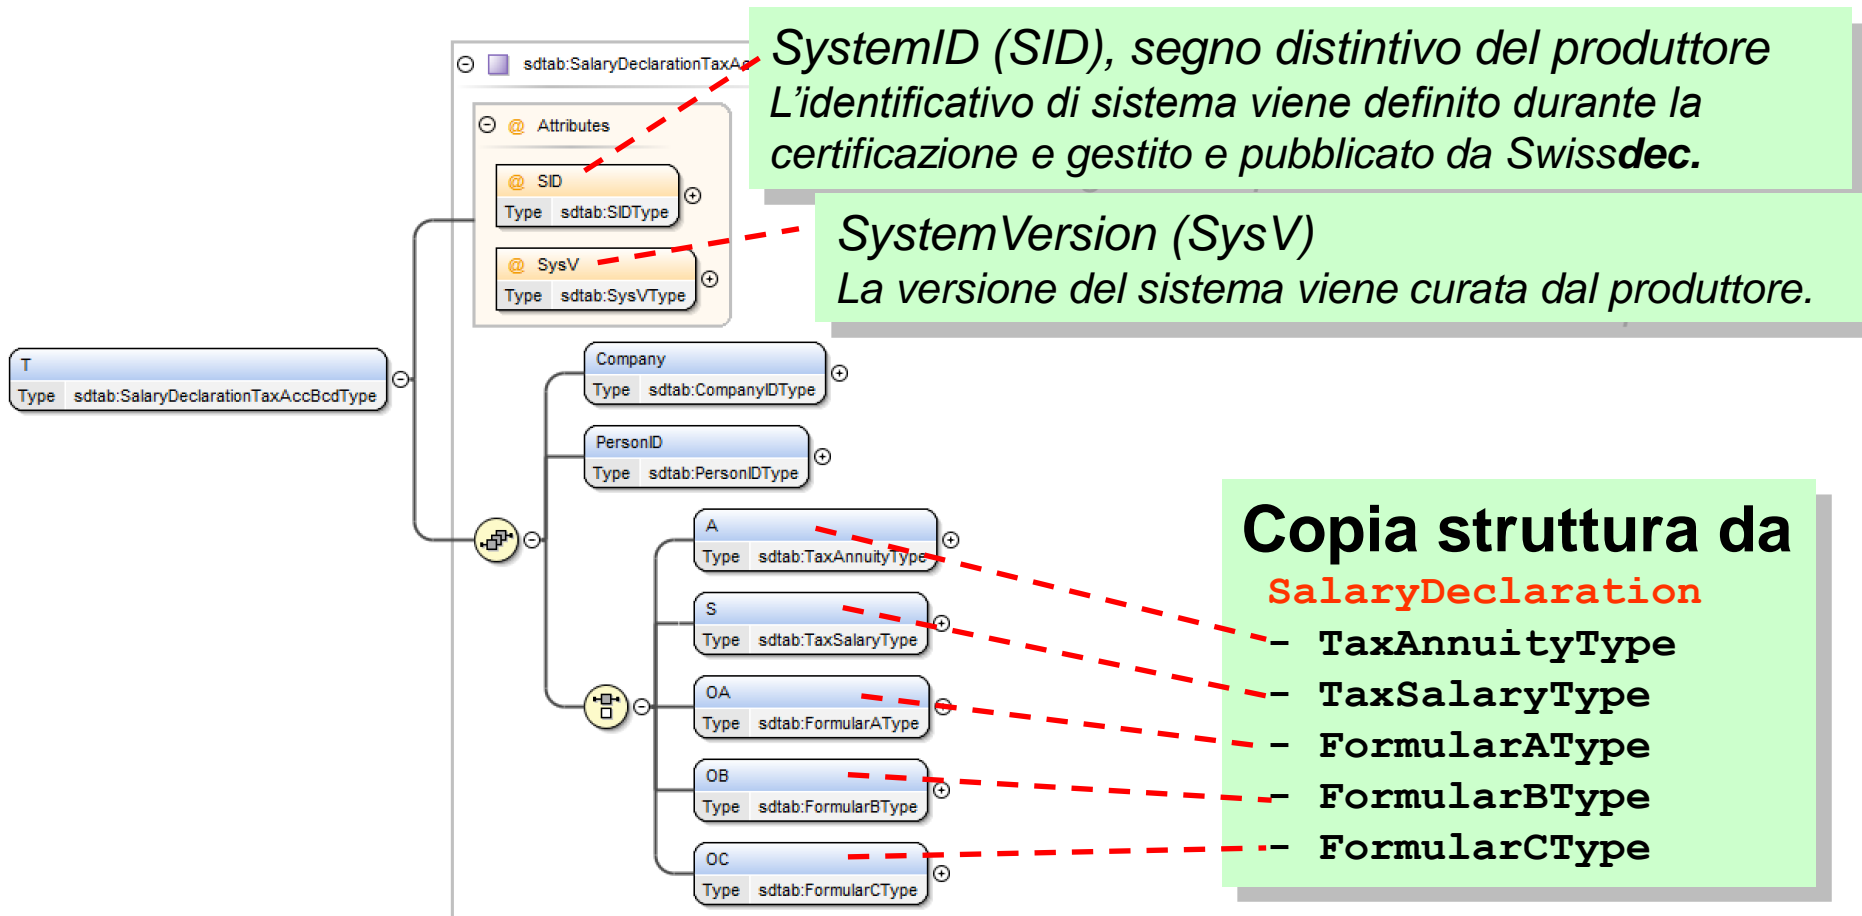 sdtab:SalaryDeclarationTaxAc
SystemID (SID), segno distintivo del produttore
L’identificativo di sistema viene definito durante la
certificazione e gestito e pubblicato da Swissdec.
@ Attributes
@ SID
Type sdtab:SIDType
SystemVersion (SysV)
La versione del sistema viene curata dal produttore.
@ SysV
Type sdtab:SysVType
T
Type sdtab:SalaryDeclarationTaxAccBcdType
Company
Type sdtab:CompanyIDType
PersonID
Type sdtab:PersonIDType
A
Type sdtab:TaxAnnuityType
S
Type sdtab:TaxSalaryType
OA
Type sdtab:FormularAType
OB
Type sdtab:FormularBType
OC
Type sdtab:FormularCType
Copia struttura da
SalaryDeclaration
- TaxAnnuityType
- TaxSalaryType
- FormularAType
- FormularBType
- FormularCType